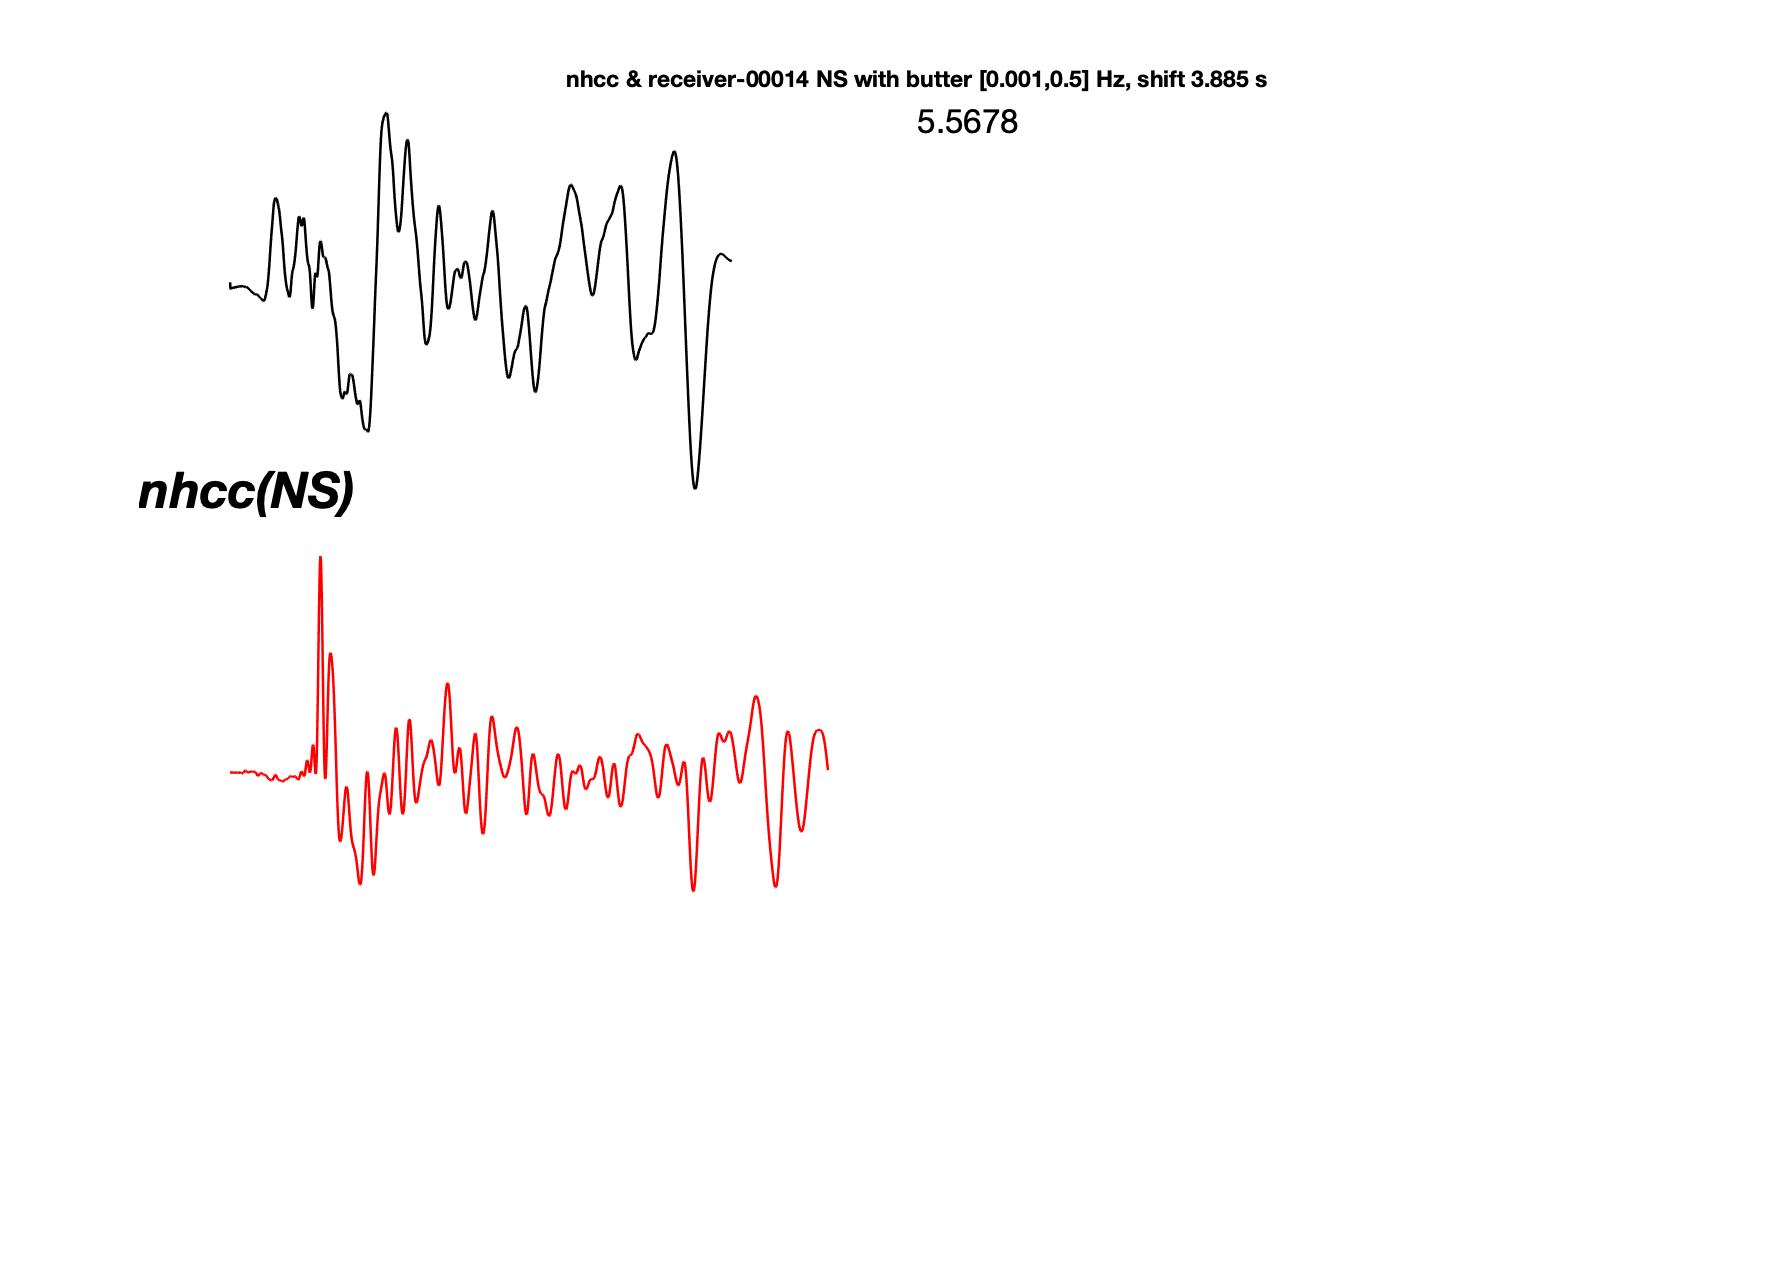 nhcc & receiver-00014 NS with butter [0.001,0.5] Hz, shift 3.885 s
5.5678
nhcc(NS)